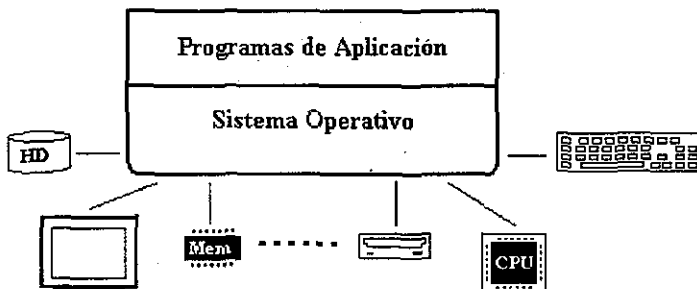 Programas de Aplicación
Sistema Operativo
HD
Mem
CPU